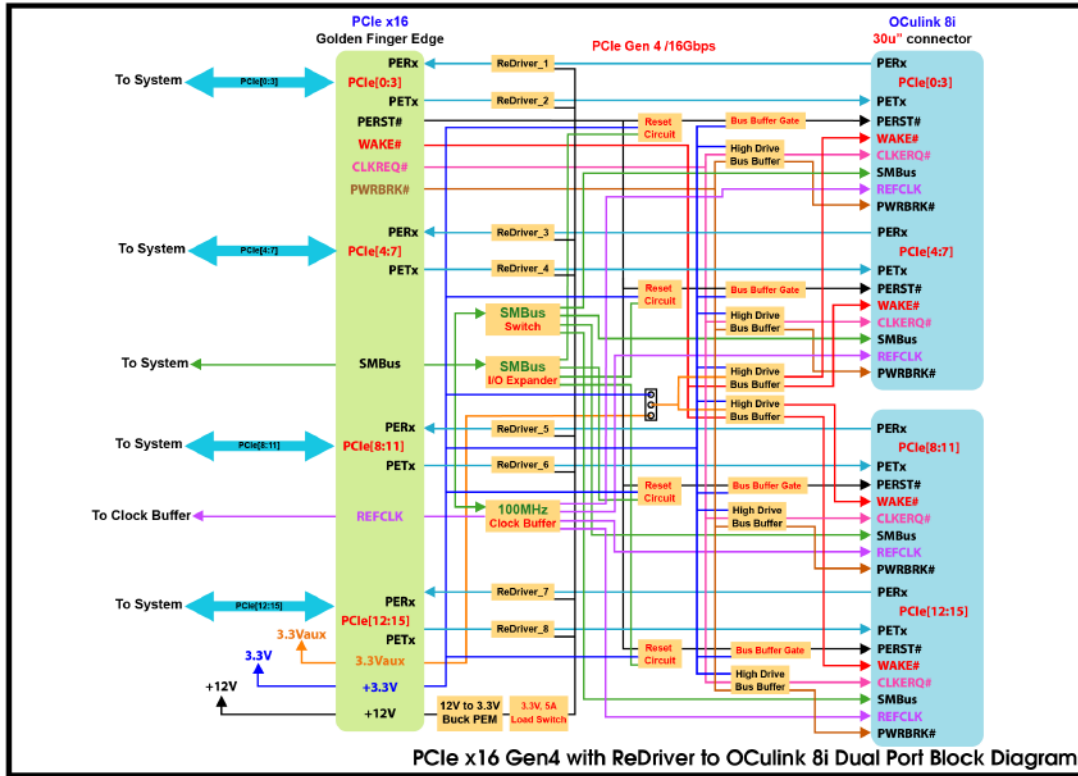 PCIe x16
Golden Finger Edge
OCulink 8i
30u” connector
PCIe Gen 4 /16Gbps
PERx
ReDriver_1
PERx
To System
PCIe[0:3]
PCIe[0:3]
PCIe[0:3]
PETx
ReDriver_2
PETx
PERST#
Reset
Circuit
Bus Buffer Gate
PERST#
WAKE#
High Drive
Bus Buffer
WAKE#
CLKREQ#
CLKERQ#
SMBus
PWRBRK#
REFCLK
PWRBRK#
PERx
ReDriver_3
PERx
To System
PCIe[4:7]
PCIe[4:7]
PCIe[4:7]
PETx
ReDriver_4
PETx
Reset
Circuit
Bus Buffer Gate
PERST#
WAKE#
SMBus
Switch
High Drive
Bus Buffer
CLKERQ#
SMBus
REFCLK
To System
SMBus
SMBus
I/O Expander
High Drive
Bus Buffer
PWRBRK#
High Drive
Bus Buffer
PERx
ReDriver_5
PERx
To System
PCIe[8:11]
PCIe[8:11]
PCIe[8:11]
PETx
ReDriver_6
PETx
Reset
Circuit
Bus Buffer Gate
PERST#
WAKE#
To Clock Buffer
REFCLK
100MHz
Clock Buffer
High Drive
Bus Buffer
CLKERQ#
SMBus
REFCLK
PWRBRK#
PERx
ReDriver_7
PERx
To System
PCIe[12:15]
PCIe[12:15]
PCIe[12:15]
PETx
ReDriver_8
PETx
3.3Vaux
3.3Vaux
Reset
Circuit
Bus Buffer Gate
PERST#
WAKE#
3.3V
+3.3V
High Drive
Bus Buffer
CLKERQ#
SMBus
+12V
+12V
12V to 3.3V
Buck PEM
3.3V, 5A
Load Switch
REFCLK
PWRBRK#
PCIe x16 Gen4 with ReDriver to OCulink 8i Dual Port Block Diagram